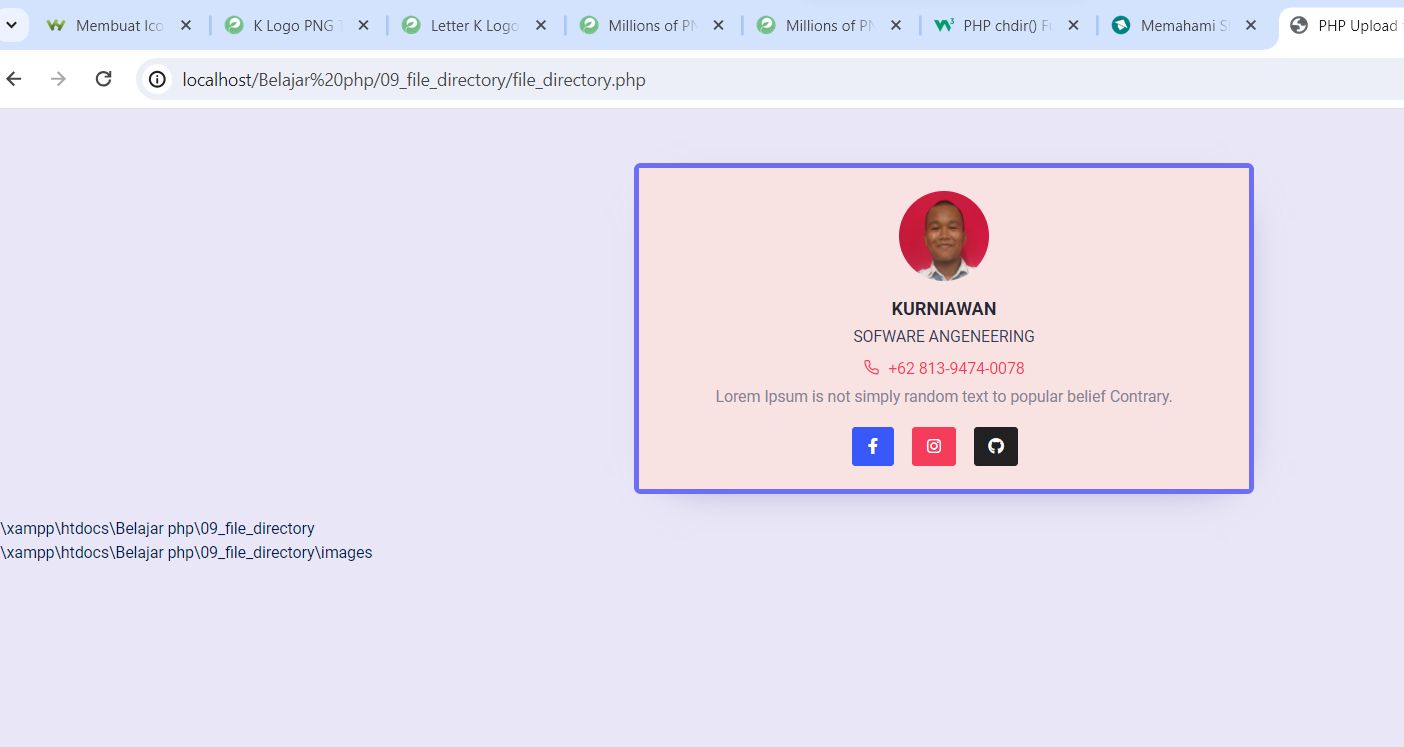 Membuat Ico
K Logo PNG T
Letter K Logo
Millions of PN
Millions of PN
W3 PHP chdir() Fu
Memahami S
PHP Upload
localhost/Belajar%20php/09_file_directory/file_directory.php
KURNIAWAN
SOFWARE ANGENEERING
+62 813-9474-0078
Lorem Ipsum is not simply random text to popular belief Contrary.
\xampp\htdocs\Belajar php\09_file_directory
\xampp\htdocs\Belajar php\09_file_directory\images